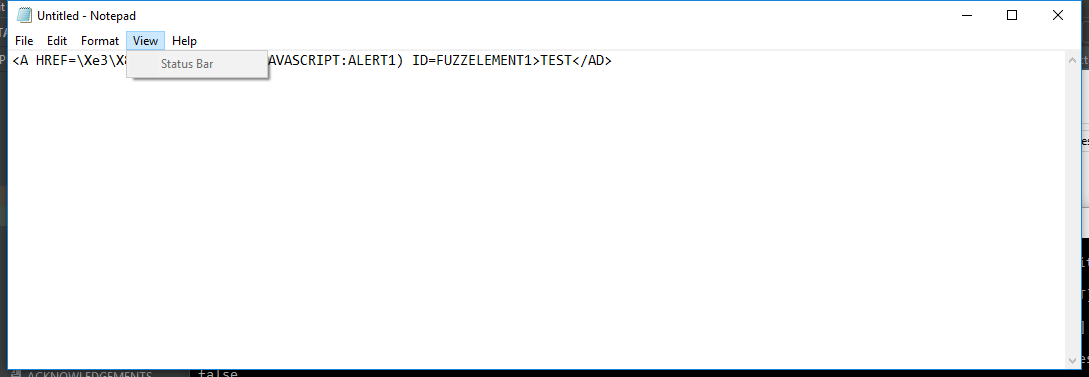 Untitled - Notepad
File Edit Format View Help
<A HREF=\Xe3\X8 AVASCRIPT:ALERT1) ID=FUZZELEMENT1>TEST</AD>
Status Bar
ACKNOWLEDGEMENTS
false